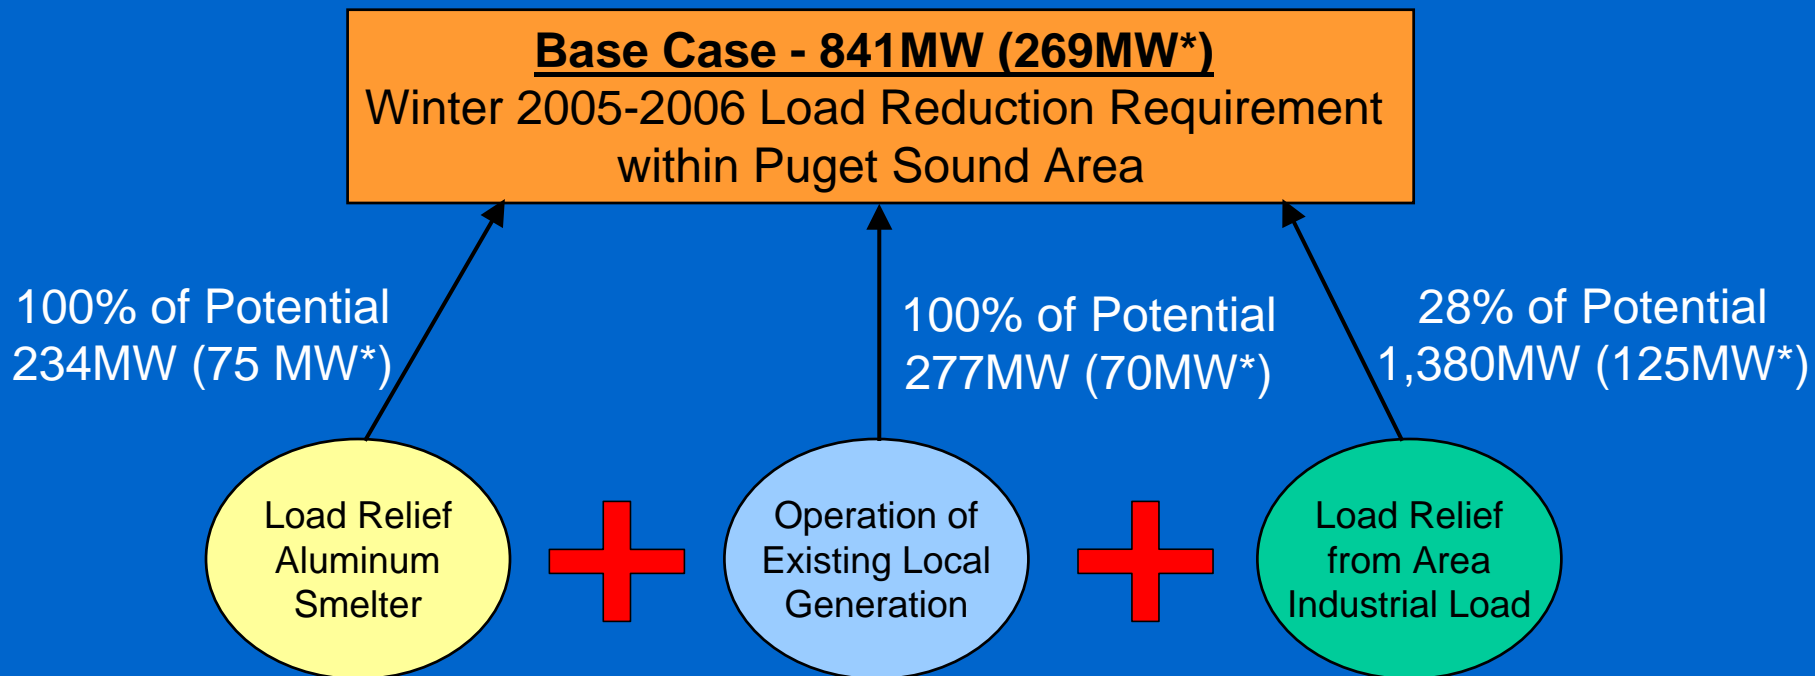 Base Case - 841MW (269MW*)
Winter 2005-2006 Load Reduction Requirement
within Puget Sound Area
100% of Potential
234MW (75 MW*)
100% of Potential
277MW (70MW*)
28% of Potential
1,380MW (125MW*)
Load Relief
Aluminum
Smelter
Operation of
Existing Local
Generation
Load Relief
from Area
Industrial Load